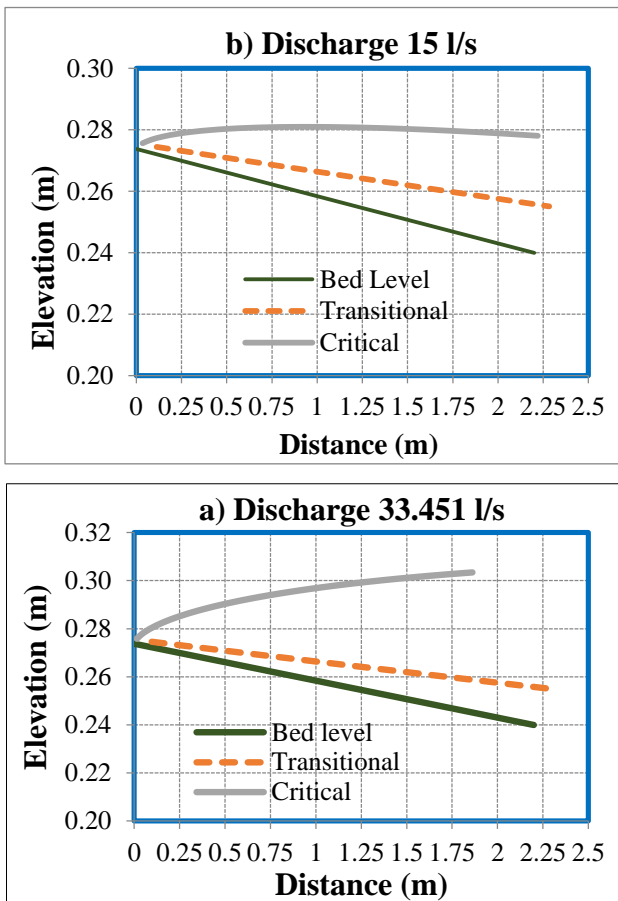 b) Discharge 15 l/s
0.30
0.28
0.26
0.24
0.22
0.20
Elevation (m)
Bed Level
Transitional
Critical
0 0.25 0.5 0.75 1 1.25 1.5 1.75 2 2.25 2.5
Distance (m)
a) Discharge 33.451 l/s
0.32
0.30
0.28
0.26
0.24
0.22
0.20
Elevation (m)
Bed level
Transitional
Critical
0 0.25 0.5 0.75 1 1.25 1.5 1.75 2 2.25 2.5
Distance (m)